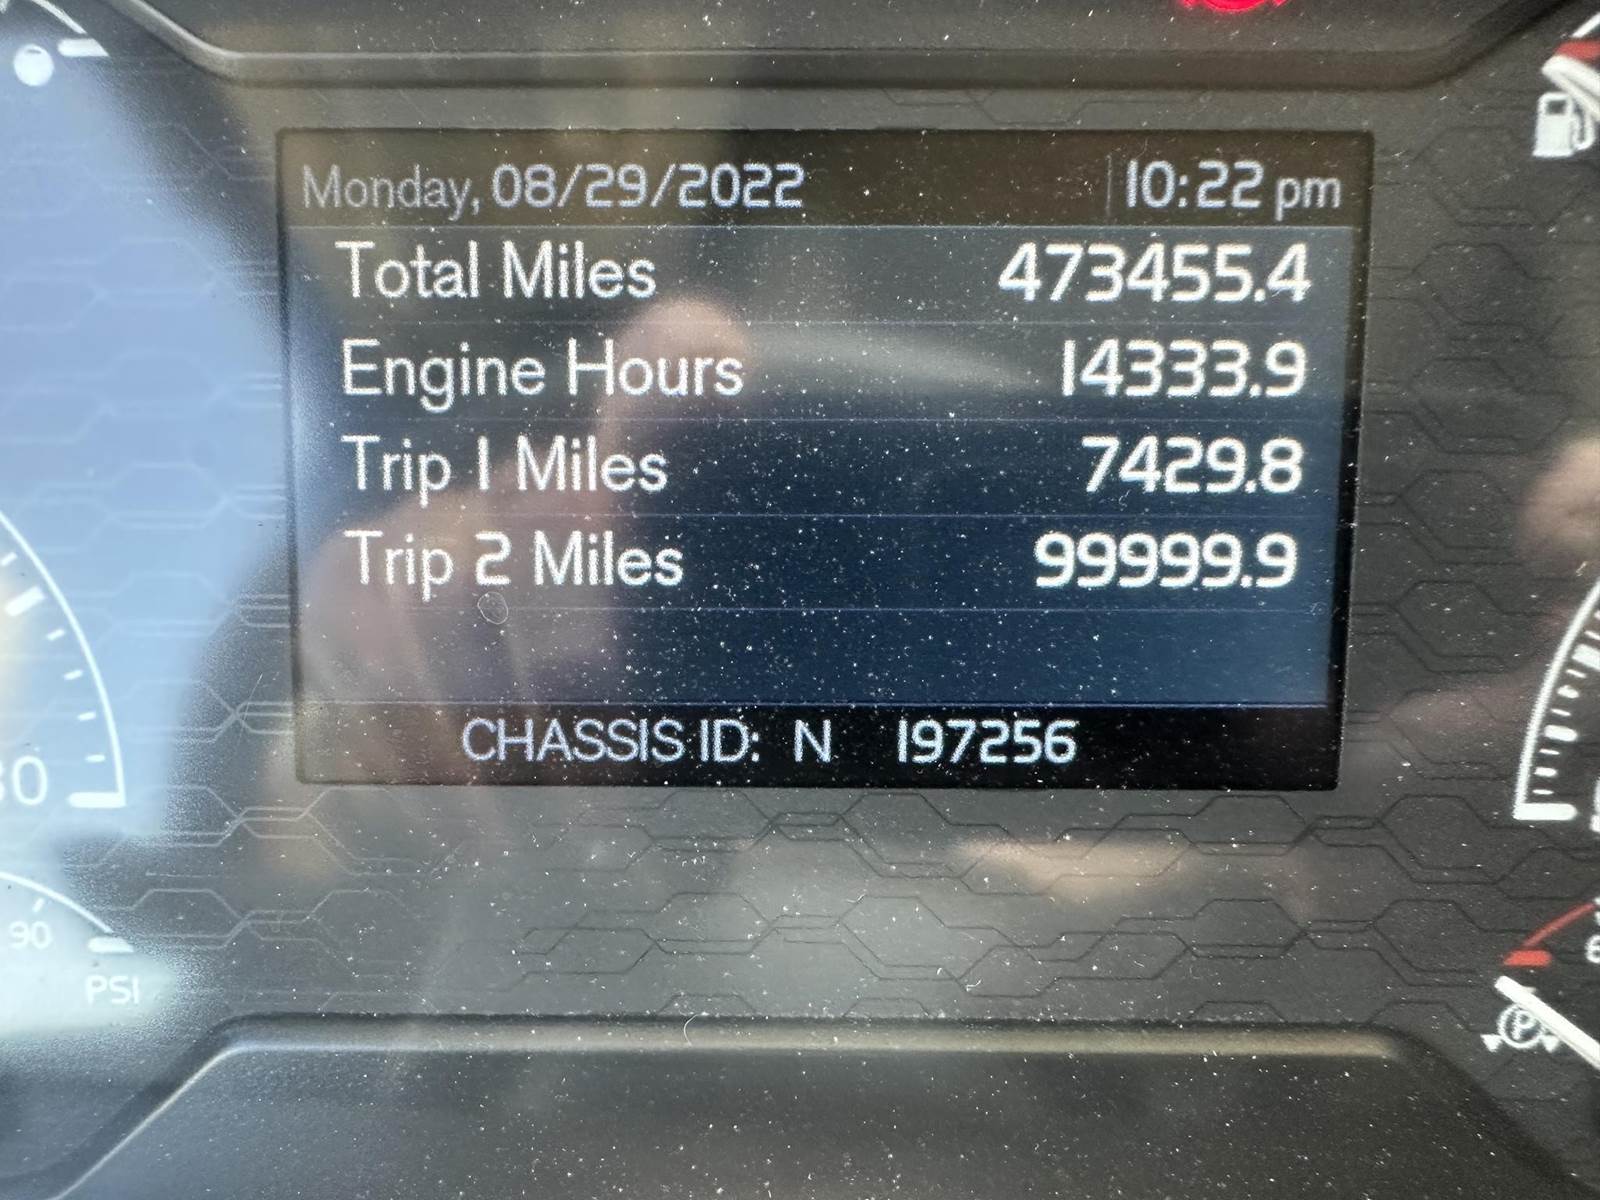 Monday, 08/29/2022 10:22 pm
Total Miles 473455.4
Engine Hours 14333.9
Trip 1 Miles 7429.8
Trip 2 Miles 99999.9
CHASSIS ID: N 197256
90
PSI